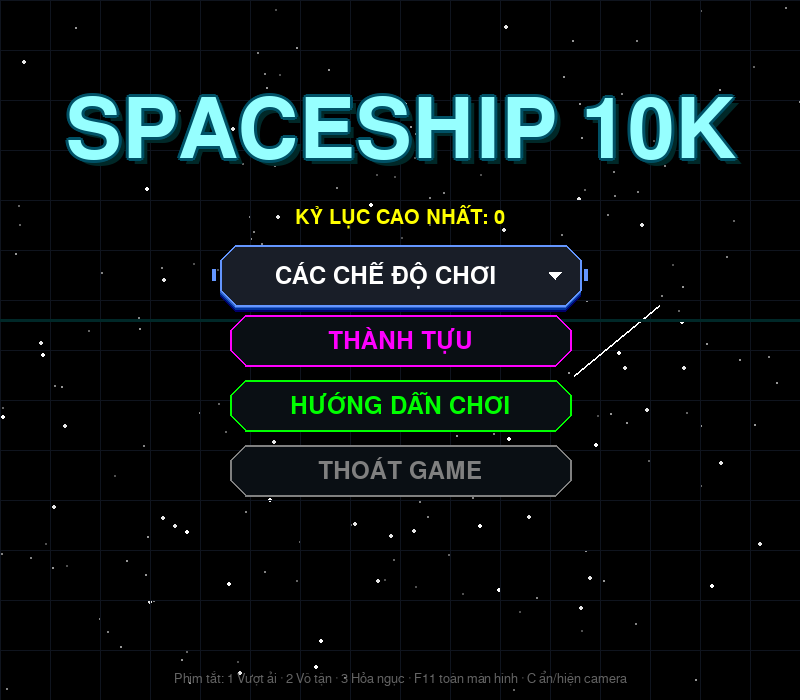 SPACESHIP 10K
KỶ LỤC CAO NHẤT: 0
CÁC CHẾ ĐỘ CHƠI
THÀNH TỰU
HƯỚNG DẪN CHƠI
THOÁT GAME
Phím tắt: 1 Vượt ải · 2 Vô tận · 3 Hỏa ngục · F11 toàn màn hình · C ẩn/hiện camera